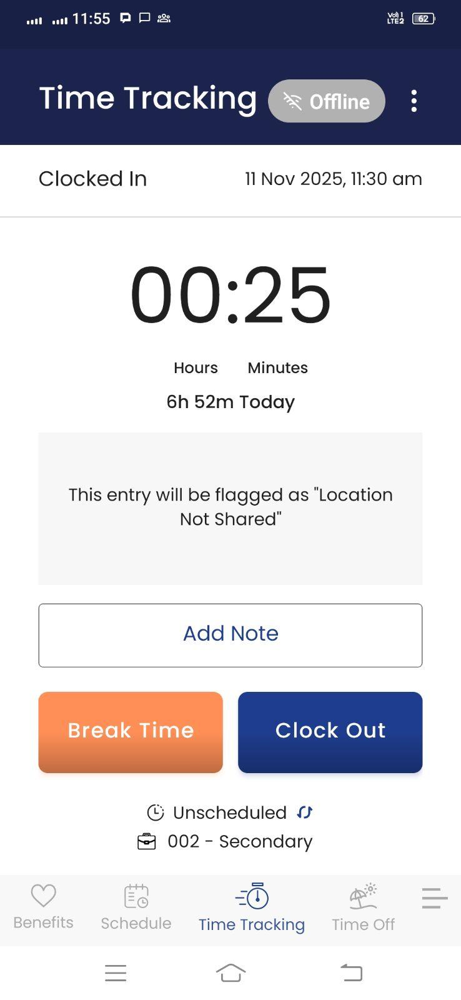 11:55 Vo)) 1 LTE2 62
Time Tracking Offline
Clocked In 11 Nov 2025, 11:30 am
00:25
Hours Minutes
6h 52m Today
This entry will be flagged as "Location
Not Shared"
Add Note
Break Time Clock Out
Unscheduled
002 - Secondary
Benefits Schedule Time Tracking Time Off